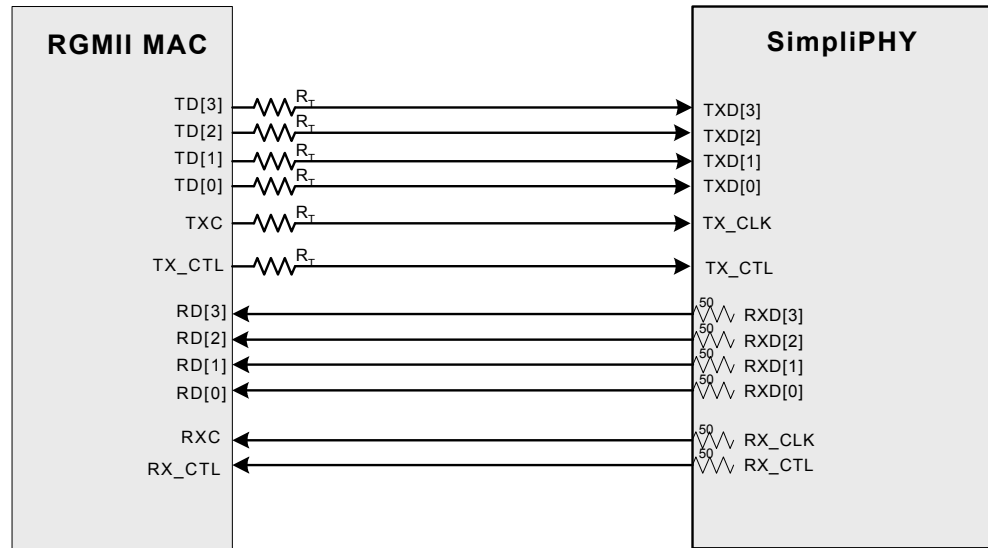 RGMII MAC
SimpliPHY
TD[3] R_T TXD[3]
TD[2] R_T TXD[2]
TD[1] R_T TXD[1]
TD[0] R_T TXD[0]
TXC R_T TX_CLK
TX_CTL R_T TX_CTL
RD[3] 50 RXD[3]
RD[2] 50 RXD[2]
RD[1] 50 RXD[1]
RD[0] 50 RXD[0]
RXC 50 RX_CLK
RX_CTL 50 RX_CTL